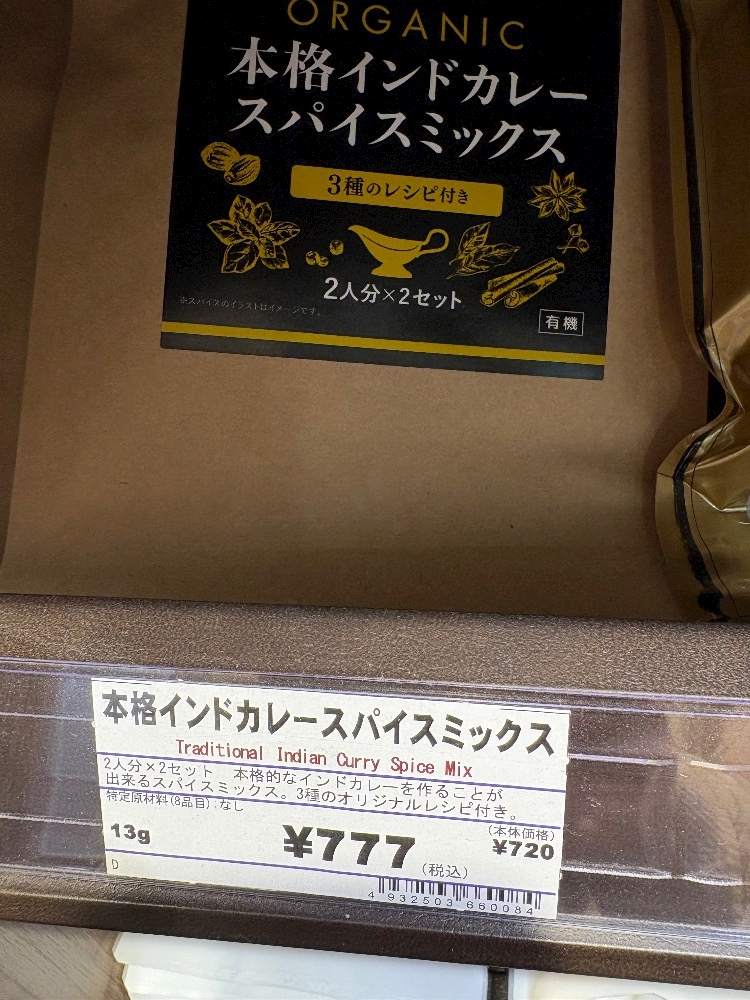 ORGANIC
本格インドカレー
スパイスミックス
3種のレシピ付き
2人分×2セット
※スパイスのイラストはイメージです。
有機
本格インドカレースパイスミックス
Traditional Indian Curry Spice Mix
2人分×2セット 本格的なインドカレーを作ることが
出来るスパイスミックス。3種のオリジナルレシピ付き。
特定原材料(8品目):なし
13g
¥777
(税込)
(本体価格)
¥720
D
4 932503 660084